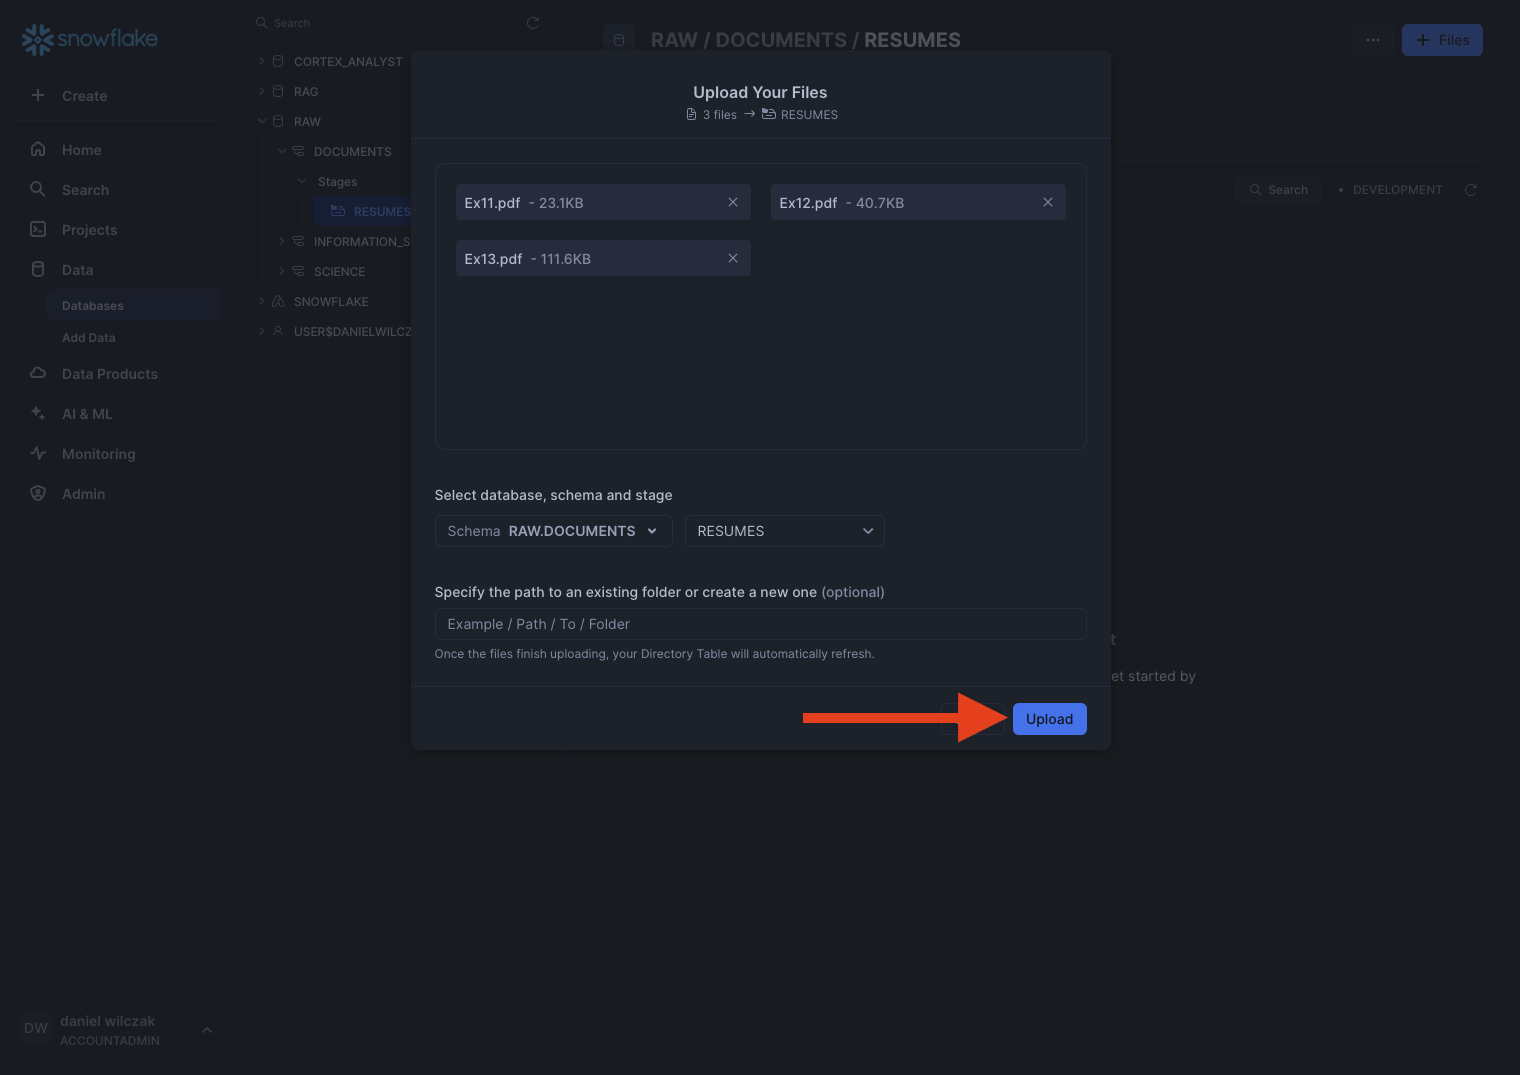 snowflake
Create
Home
Search
Projects
Data
Databases
Add Data
Data Products
AI & ML
Monitoring
Admin
DW
daniel wilczak
ACCOUNTADMIN
Search
CORTEX_ANALYST
RAG
RAW
DOCUMENTS
Stages
RESUMES
INFORMATION_S
SCIENCE
SNOWFLAKE
USER$DANIELWILCZ
RAW / DOCUMENTS / RESUMES
... + Files
Search • DEVELOPMENT
Upload Your Files
3 files → RESUMES
Ex11.pdf - 23.1KB
Ex12.pdf - 40.7KB
Ex13.pdf - 111.6KB
Select database, schema and stage
Schema RAW.DOCUMENTS
RESUMES
Specify the path to an existing folder or create a new one (optional)
Example / Path / To / Folder
Once the files finish uploading, your Directory Table will automatically refresh.
Upload
et started by